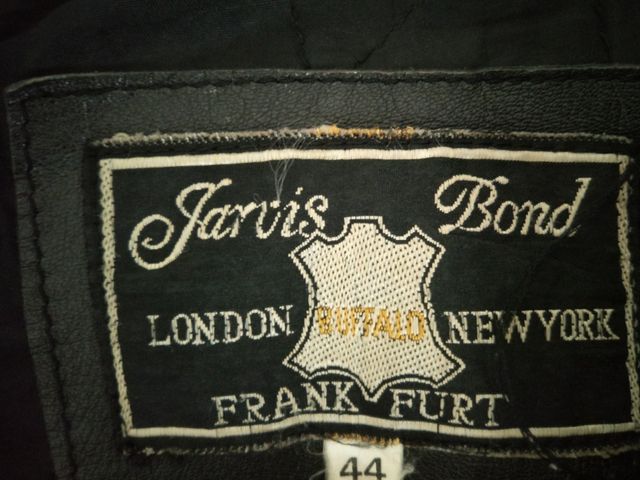 Jarvis Bond
LONDON BUFFALO NEWYORK
FRANK FURT
44